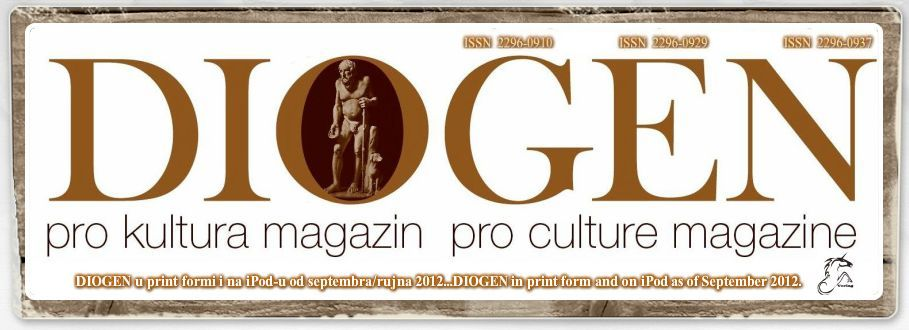 ISSN 2296-0910 ISSN 2296-0929 ISSN 2296-0937
DIOGEN
pro kultura magazin pro culture magazine
DIOGEN u print formi i na iPod-u od septembra/rujna 2012...DIOGEN in print form and on iPod as of September 2012.